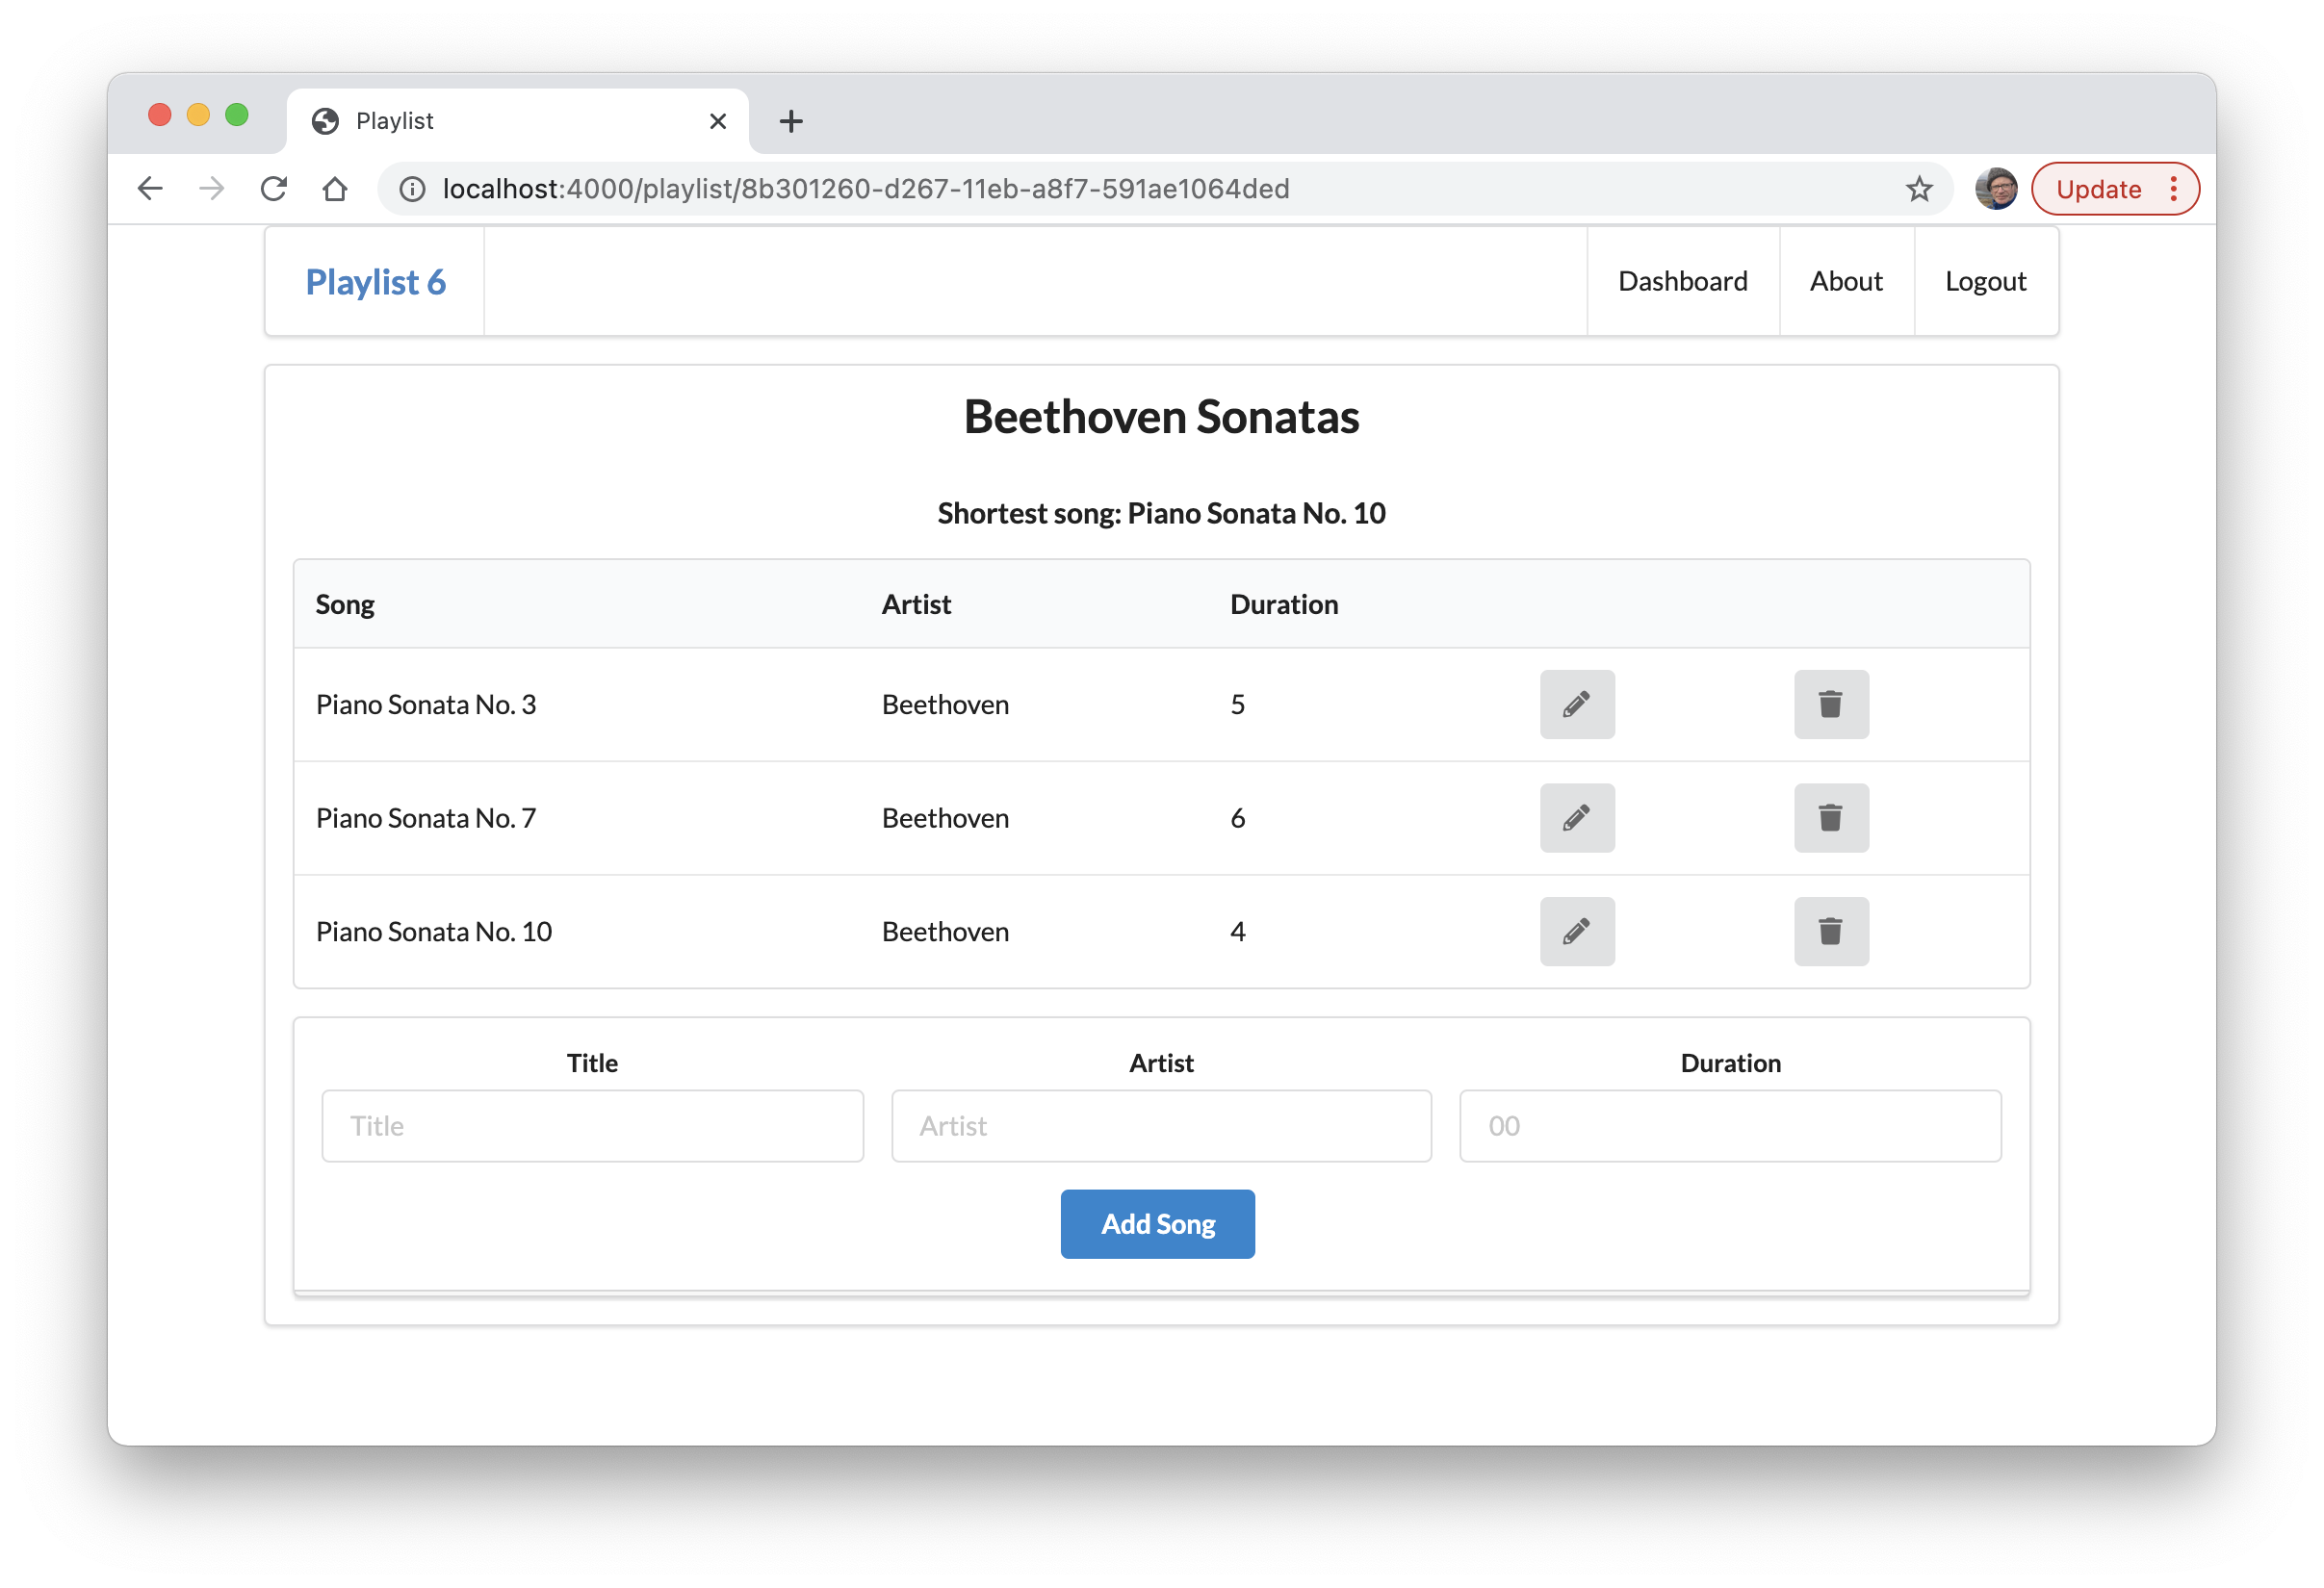 Playlist
localhost:4000/playlist/8b301260-d267-11eb-a8f7-591ae1064ded
Update
Playlist 6
Dashboard
About
Logout
Beethoven Sonatas
Shortest song: Piano Sonata No. 10
Song Artist Duration
Piano Sonata No. 3 Beethoven 5
Piano Sonata No. 7 Beethoven 6
Piano Sonata No. 10 Beethoven 4
Title Artist Duration
Title Artist 00
Add Song